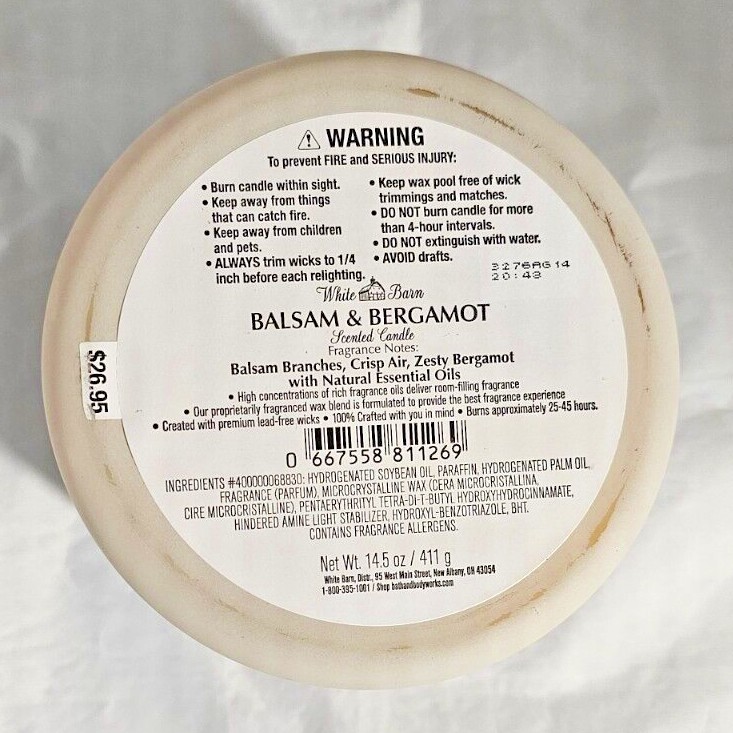 WARNING
To prevent FIRE and SERIOUS INJURY:
• Burn candle within sight.
• Keep away from things
that can catch fire.
• Keep away from children
and pets.
• ALWAYS trim wicks to 1/4
inch before each relighting.
• Keep wax pool free of wick
trimmings and matches.
• DO NOT burn candle for more
than 4-hour intervals.
• DO NOT extinguish with water.
• AVOID drafts.
3276AG14
20:43
White Barn
BALSAM & BERGAMOT
Scented Candle
Fragrance Notes:
Balsam Branches, Crisp Air, Zesty Bergamot
with Natural Essential Oils
• High concentrations of rich fragrance oils deliver room-filling fragrance
• Our proprietarily fragranced wax blend is formulated to provide the best fragrance experience
• Created with premium lead-free wicks • 100% Crafted with you in mind • Burns approximately 25-45 hours.
$26.95
0 667558 811269
INGREDIENTS #40000006883D: HYDROGENATED SOYBEAN OIL, PARAFFIN, HYDROGENATED PALM OIL,
FRAGRANCE (PARFUM), MICROCRYSTALLINE WAX (CERA MICROCRISTALLINA,
CIRE MICROCRISTALLINE), PENTAERYTHRITYL TETRA-DI-T-BUTYL HYDROXYHYDROCINNAMATE,
HINDERED AMINE LIGHT STABILIZER, HYDROXYL-BENZOTRIAZOLE, BHT.
CONTAINS FRAGRANCE ALLERGENS.
Net Wt. 14.5 oz / 411 g
White Barn, Distr., 95 West Main Street, New Albany, OH 43054
1-800-395-1001 / Shop bathandbodyworks.com